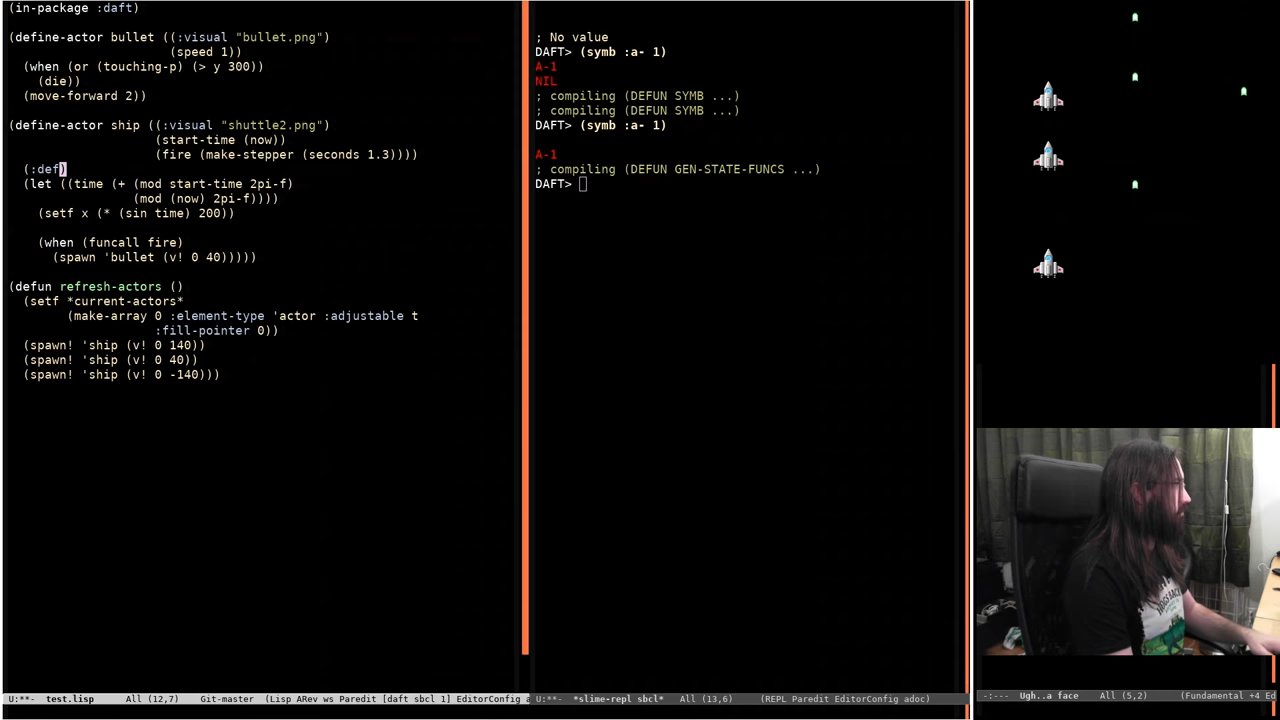 (in-package :daft)
(define-actor bullet ((:visual "bullet.png")
(speed 1))
(when (or (touching-p) (> y 300))
(die))
(move-forward 2))
(define-actor ship ((:visual "shuttle2.png")
(start-time (now))
(fire (make-stepper (seconds 1.3))))
(:def)
(let ((time (+ (mod start-time 2pi-f)
(mod (now) 2pi-f))))
(setf x (* (sin time) 200))
(when (funcall fire)
(spawn 'bullet (v! 0 40)))))
(defun refresh-actors ()
(setf *current-actors*
(make-array 0 :element-type 'actor :adjustable t
:fill-pointer 0))
(spawn! 'ship (v! 0 140))
(spawn! 'ship (v! 0 40))
(spawn! 'ship (v! 0 -140)))
U:**- test.lisp All (12,7) Git-master (Lisp ARev ws Paredit [daft sbcl 1] EditorConfig a
; No value
DAFT> (symb :a- 1)
A-1
NIL
; compiling (DEFUN SYMB ...)
; compiling (DEFUN SYMB ...)
DAFT> (symb :a- 1)
A-1
; compiling (DEFUN GEN-STATE-FUNCS ...)
DAFT>
U:**- *slime-repl sbcl* All (13,6) (REPL Paredit EditorConfig adoc)
-:--- Ugh..a face All (5,2) (Fundamental +4 Ed